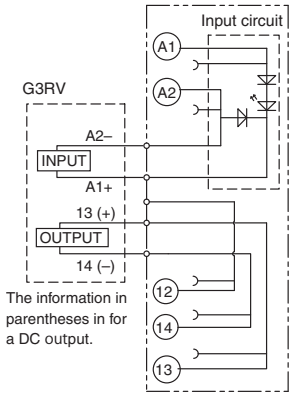 Input circuit
A1
G3RV
A2
A2–
INPUT
A1+
13 (+)
OUTPUT
14 (–)
12
The information in
parentheses in for
a DC output.
14
13